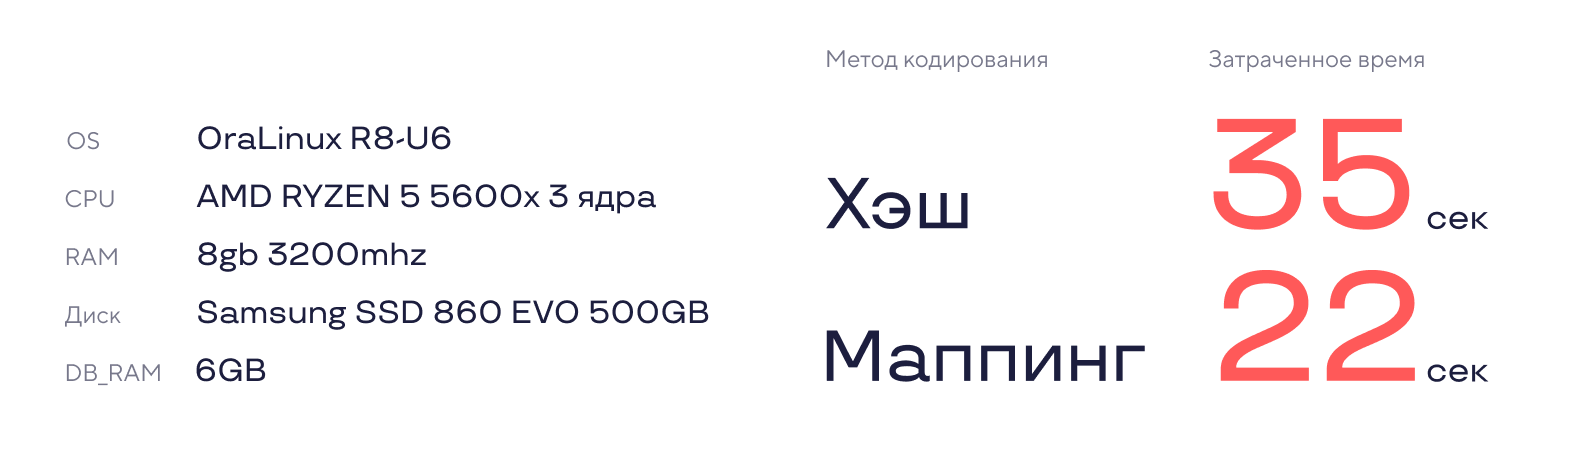 Метод кодирования
Затраченное время
OS OraLinux R8-U6
CPU AMD RYZEN 5 5600x 3 ядра
RAM 8gb 3200mhz
Диск Samsung SSD 860 EVO 500GB
DB_RAM 6GB
Хэш 35 сек
Маппинг 22 сек